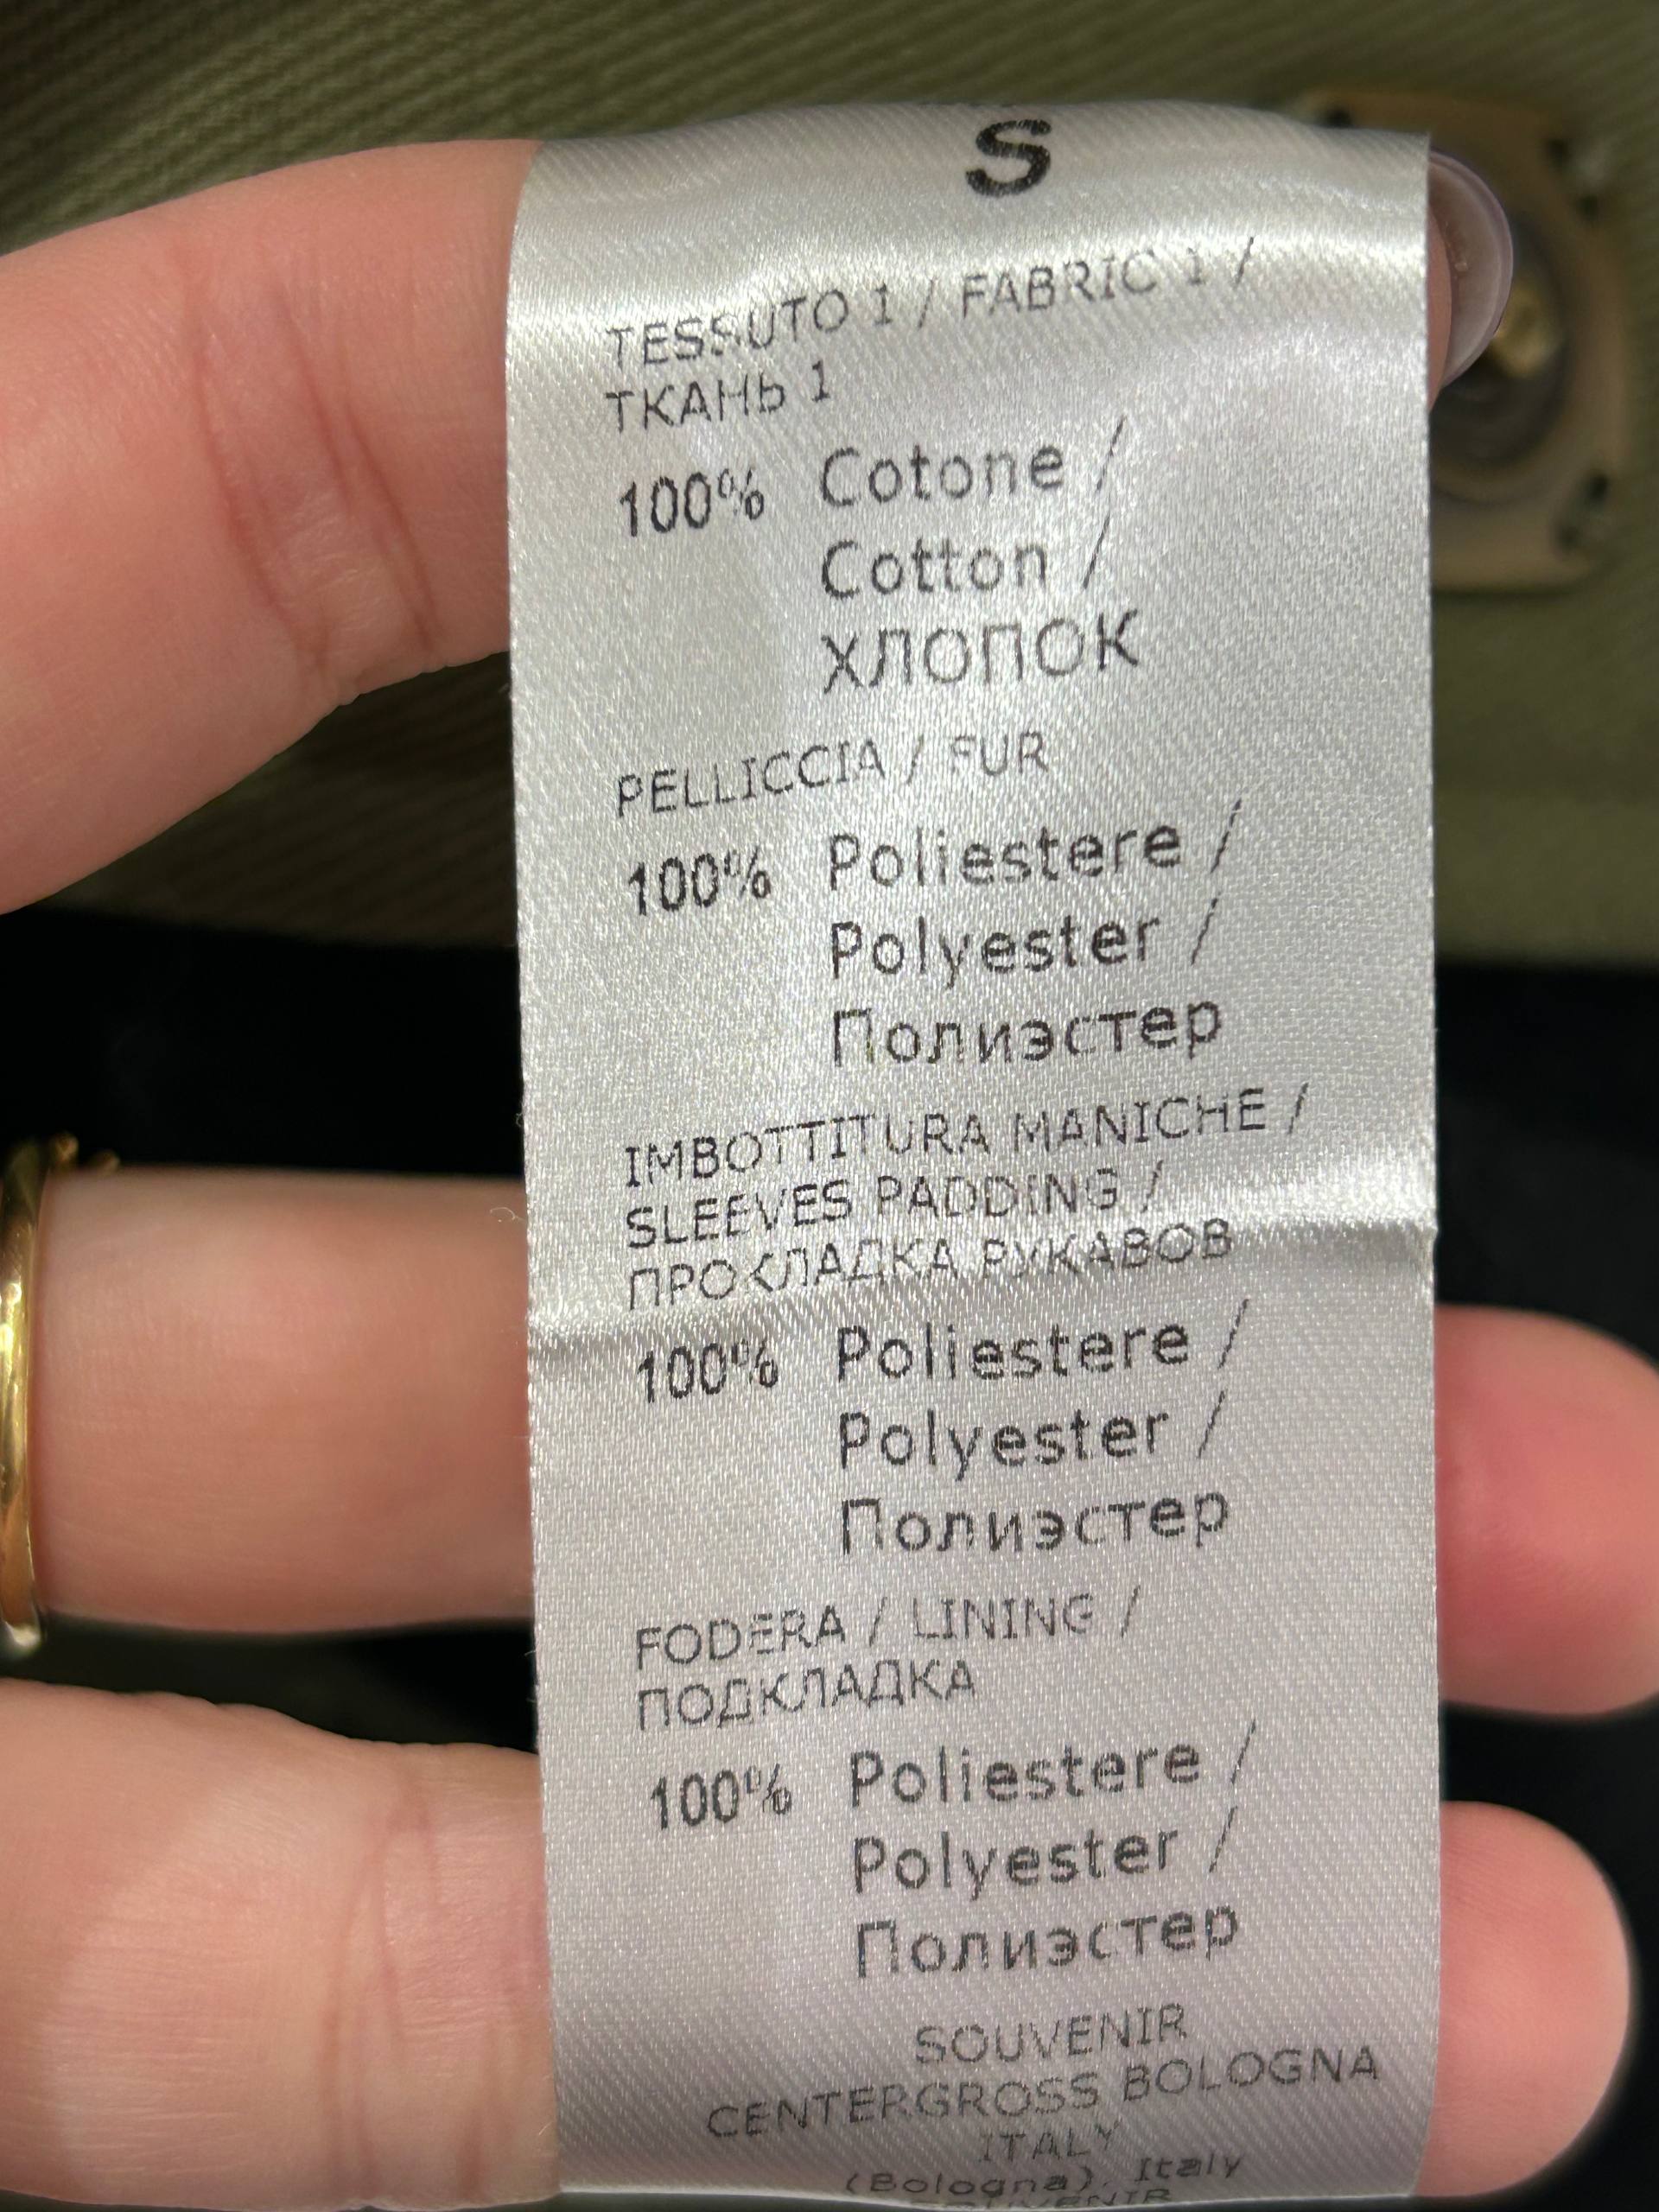 S
TESSUTO 1 / FABRIC 1 /
ТКАНЬ 1
100% Cotone /
Cotton /
ХЛОПОК
PELLICCIA / FUR
100% Poliestere /
Polyester /
Полиэстер
IMBOTTITURA MANICHE /
SLEEVES PADDING /
ПРОКЛАДКА РУКАВОВ
100% Poliestere /
Polyester /
Полиэстер
FODERA / LINING /
ПОДКЛАДКА
100% Poliestere /
Polyester /
Полиэстер
SOUVENIR
CENTERGROSS BOLOGNA
ITALY
(Bologna), Italy
SOUVENIR